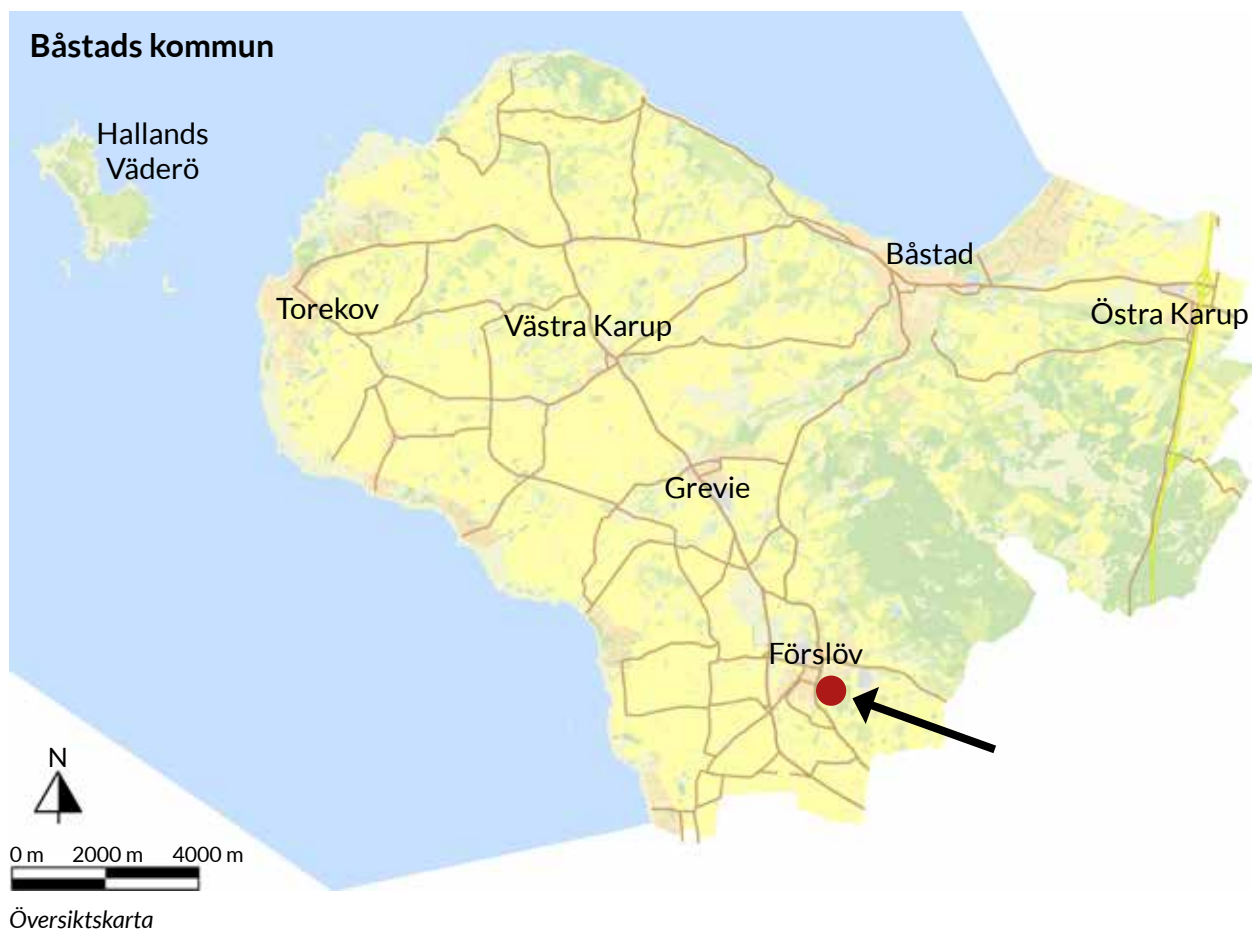 Båstads kommun
Hallands
Väderö
Båstad
Torekov
Östra Karup
Västra Karup
Grevie
Förslöv
N
0 m 2000 m 4000 m
Översiktskarta